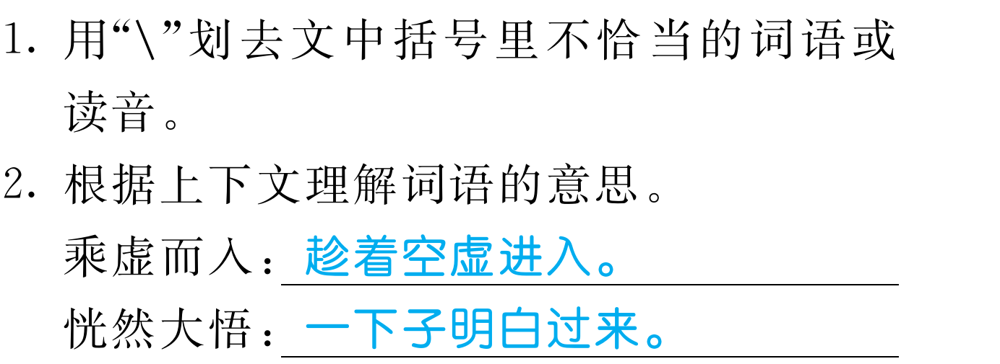 1. 用“\”划去文中括号里不恰当的词语或
读音。
2. 根据上下文理解词语的意思。
乘虚而入：趁着空虚进入。
恍然大悟：一下子明白过来。